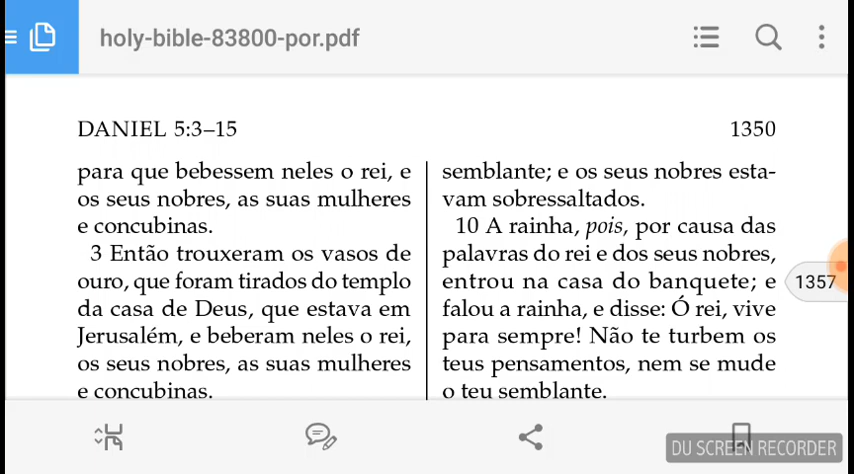 holy-bible-83800-por.pdf
DANIEL 5:3–15
1350
para que bebessem neles o rei, e
os seus nobres, as suas mulheres
e concubinas.
3 Então trouxeram os vasos de
ouro, que foram tirados do templo
da casa de Deus, que estava em
Jerusalém, e beberam neles o rei,
os seus nobres, as suas mulheres
e concubinas.
semblante; e os seus nobres esta-
vam sobressaltados.
10 A rainha, pois, por causa das
palavras do rei e dos seus nobres,
entrou na casa do banquete; e
falou a rainha, e disse: Ó rei, vive
para sempre! Não te turbem os
teus pensamentos, nem se mude
o teu semblante.
1357
DU SCREEN RECORDER